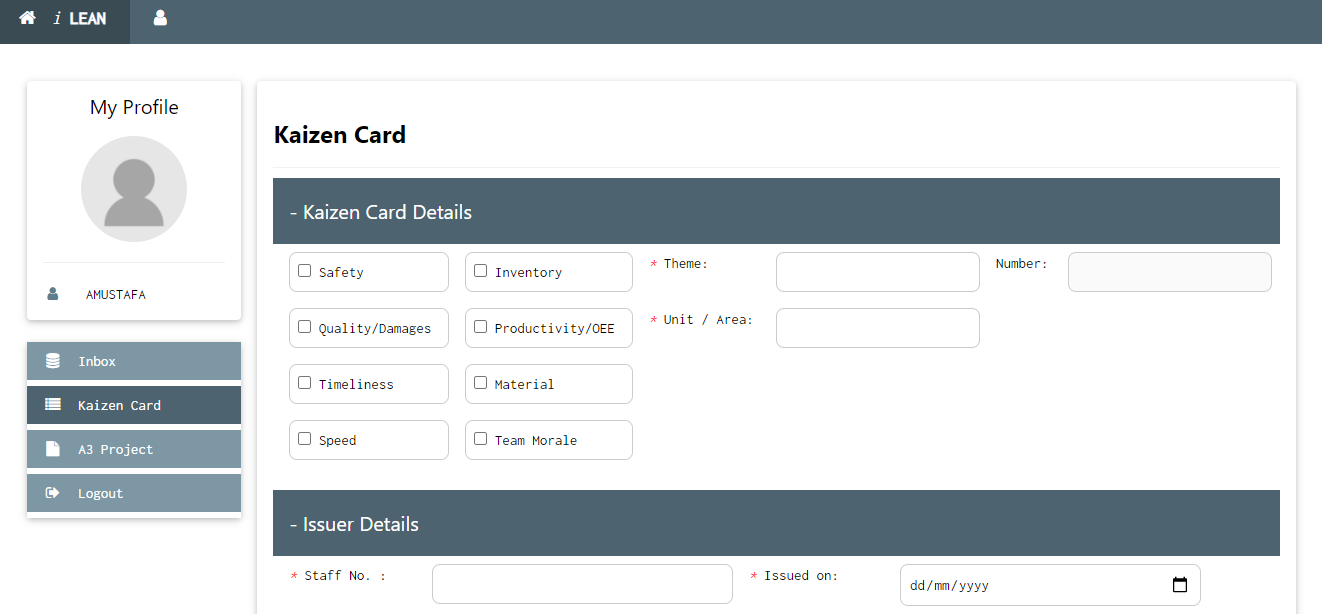 i LEAN
My Profile
AMUSTAFA
Inbox
Kaizen Card
A3 Project
Logout
Kaizen Card
- Kaizen Card Details
Safety Inventory * Theme: Number:
Quality/Damages Productivity/OEE * Unit / Area:
Timeliness Material
Speed Team Morale
- Issuer Details
* Staff No. : * Issued on: dd/mm/yyyy